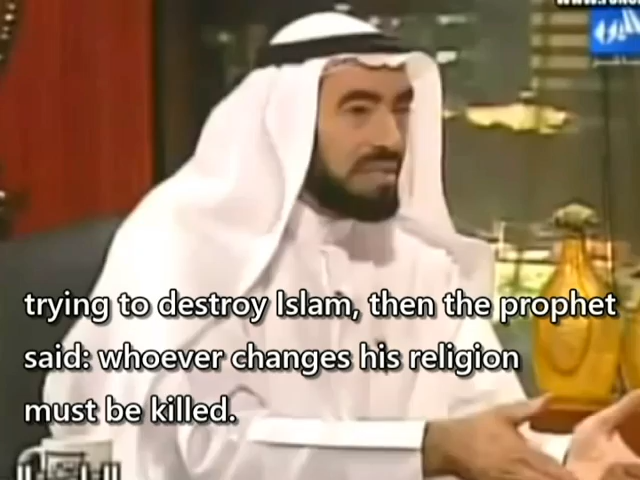 trying to destroy Islam, then the prophet
said: whoever changes his religion
must be killed.